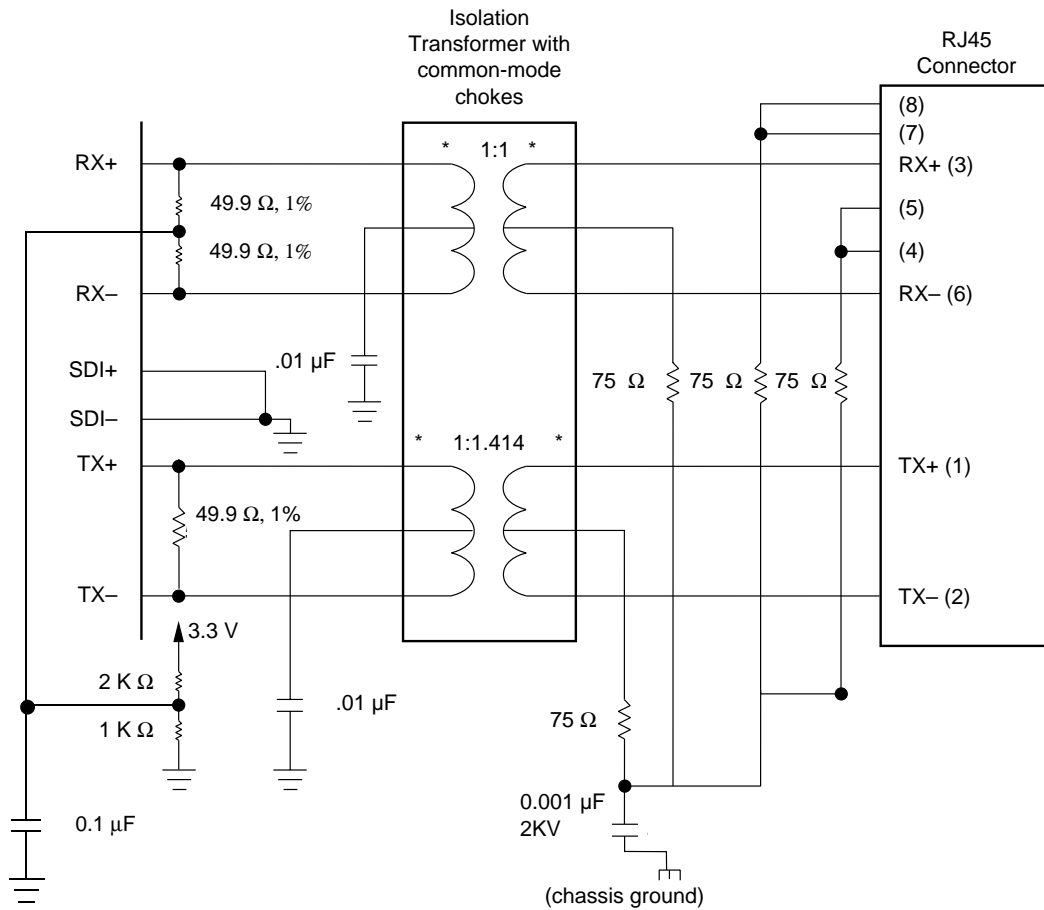 Isolation
Transformer with
common-mode
chokes
RJ45
Connector
(8)
(7)
* 1:1 *
RX+
RX+ (3)
49.9 Ω, 1%
(5)
49.9 Ω, 1%
(4)
RX–
RX– (6)
SDI+
.01 µF
75 Ω
75 Ω
75 Ω
SDI–
* 1:1.414 *
TX+
TX+ (1)
49.9 Ω, 1%
TX–
TX– (2)
3.3 V
2 K Ω
.01 µF
75 Ω
1 K Ω
0.001 µF
2KV
0.1 µF
(chassis ground)